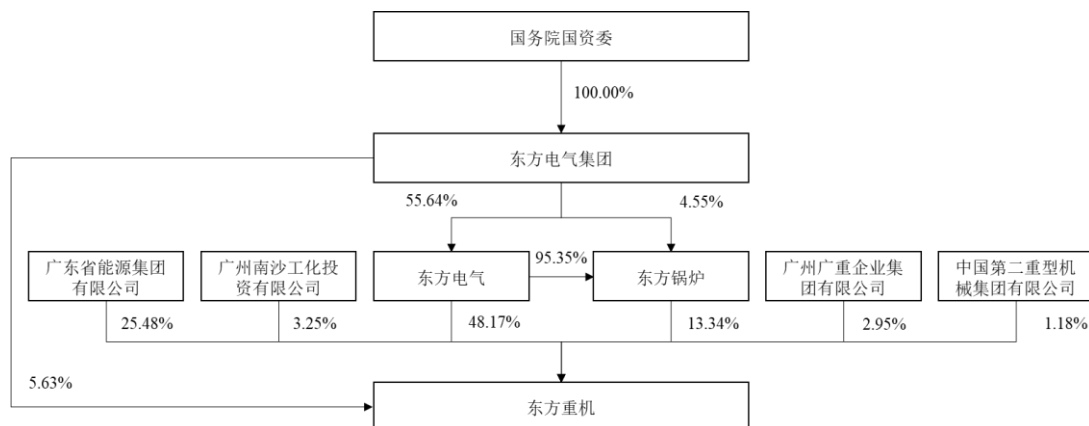 国务院国资委
100.00%
东方电气集团
55.64%
4.55%
广东省能源集团
有限公司
广州南沙工化投
资有限公司
东方电气
95.35%
东方锅炉
广州广重企业集
团有限公司
中国第二重型机
械集团有限公司
25.48%
3.25%
48.17%
13.34%
2.95%
1.18%
5.63%
东方重机